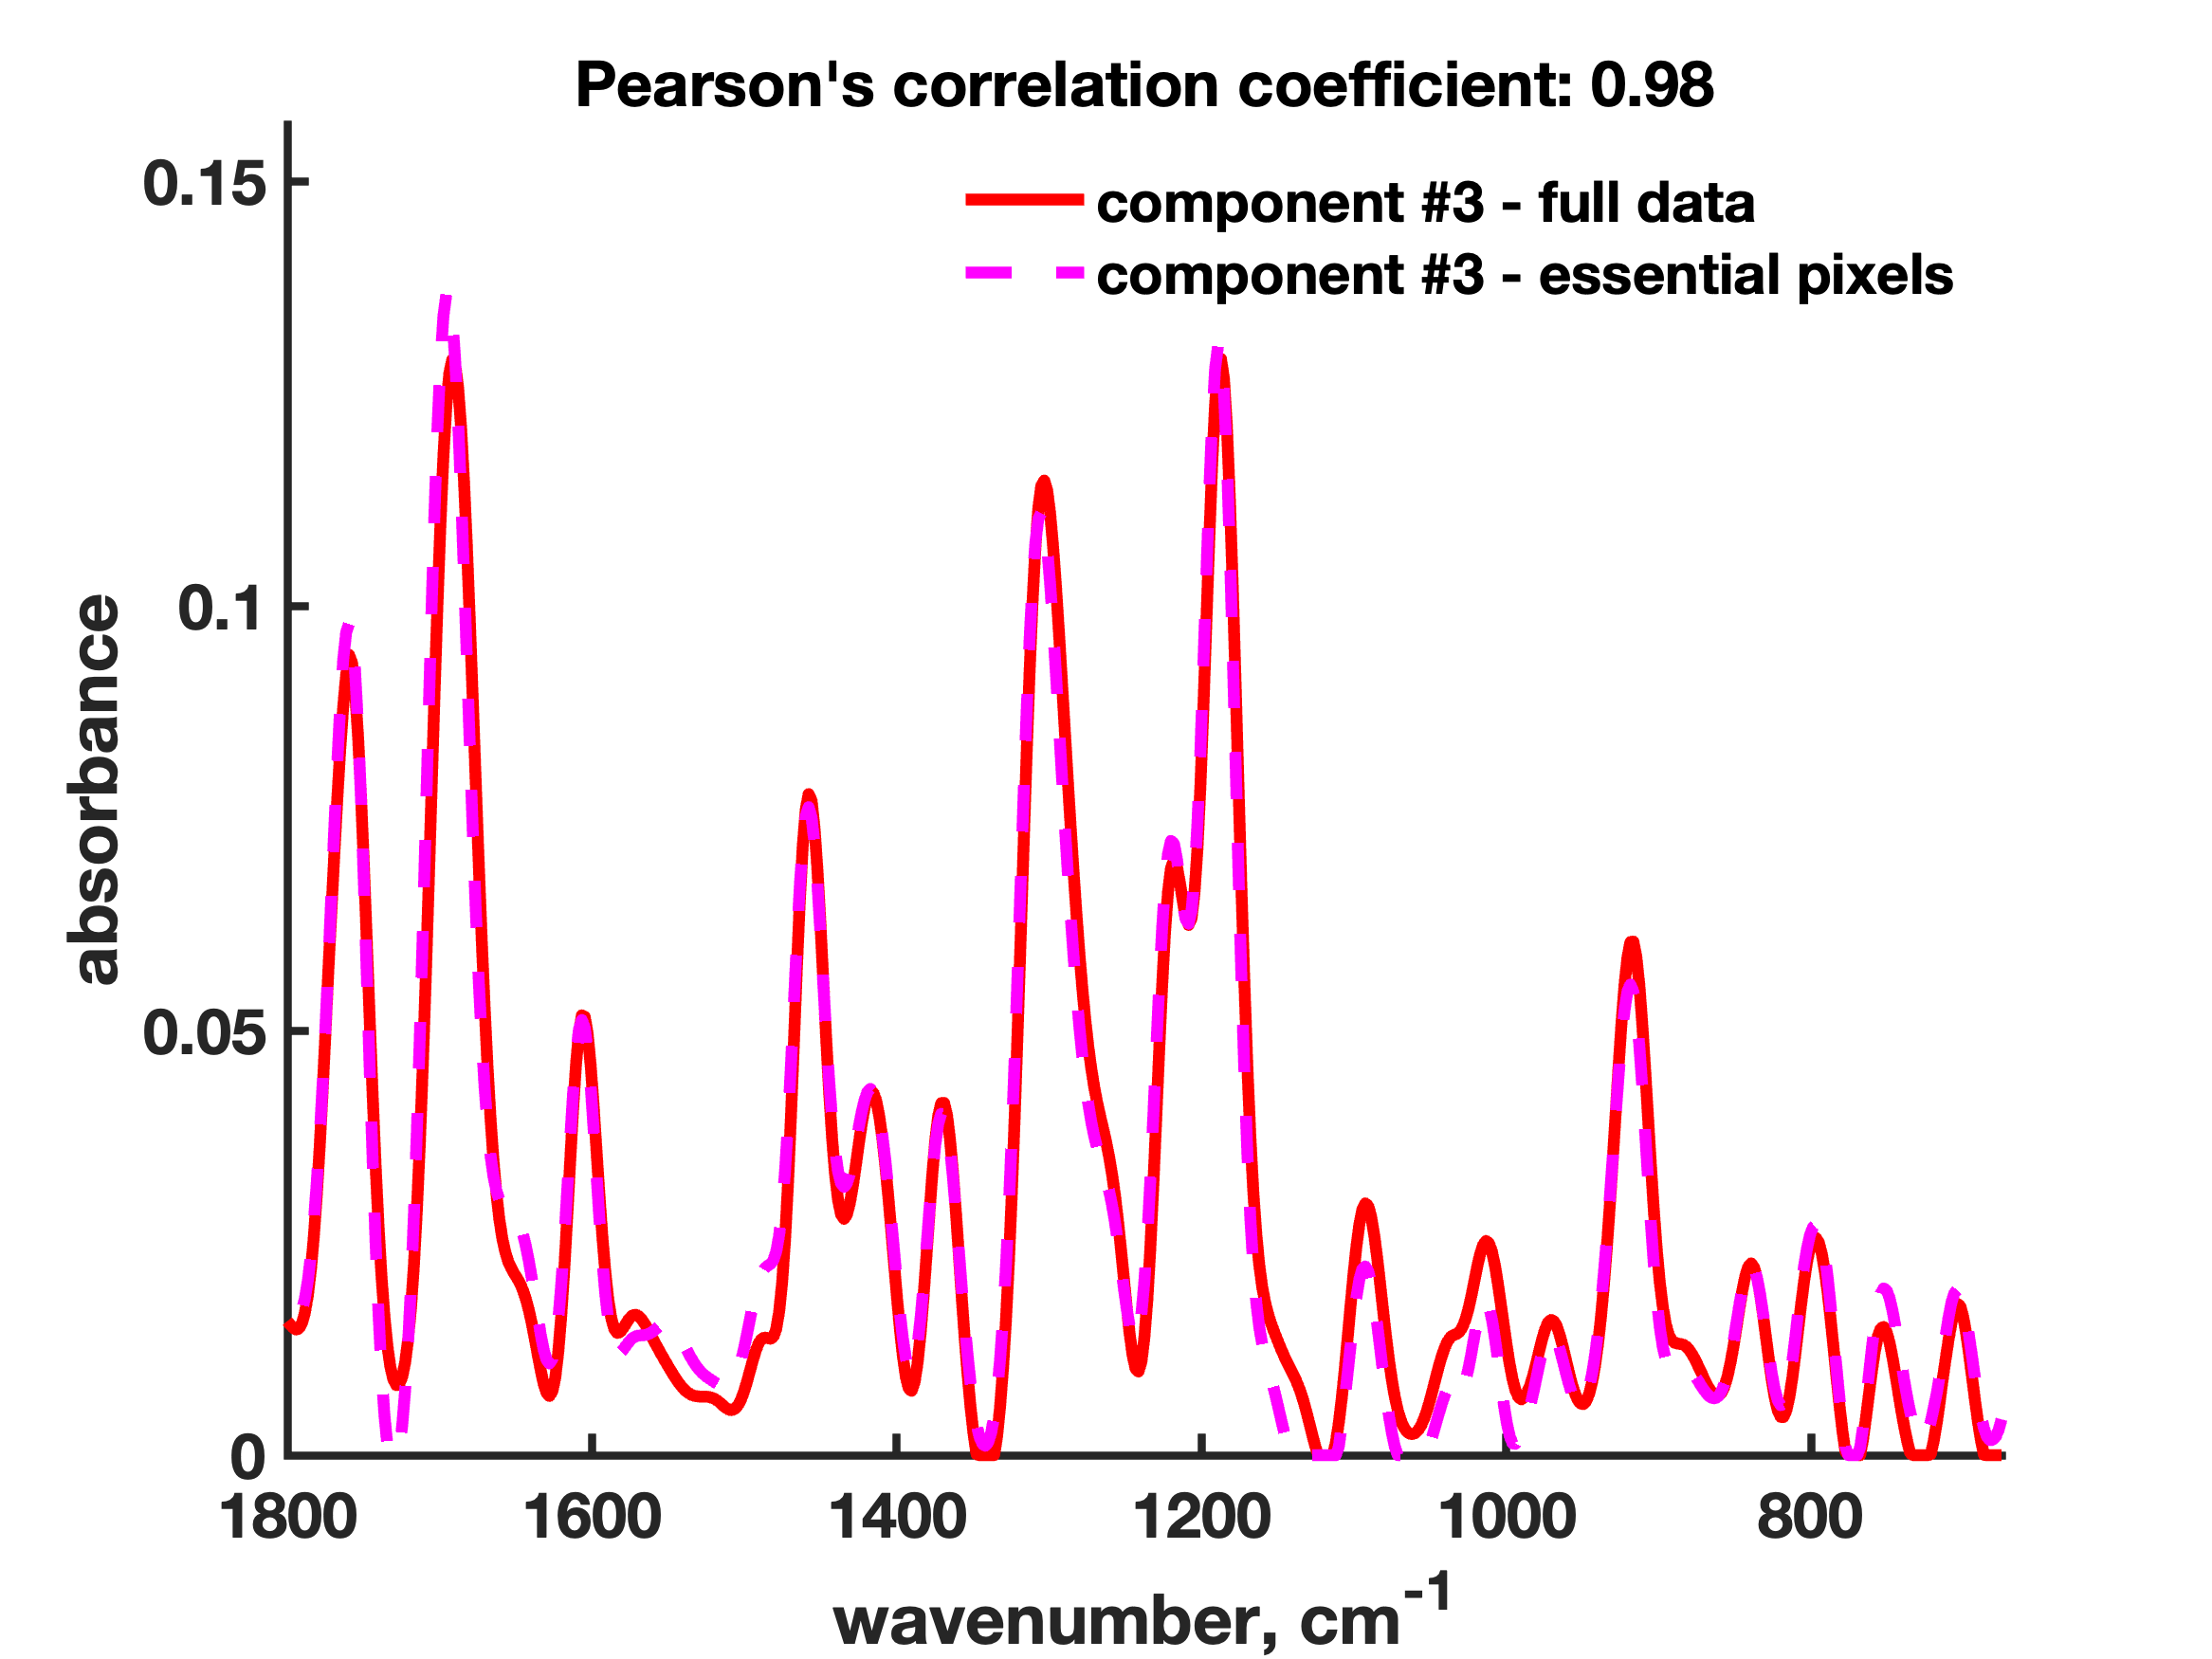 Pearson's correlation coefficient: 0.98
component #3 - full data
component #3 - essential pixels
0.15
0.1
0.05
0
absorbance
1800 1600 1400 1200 1000 800
wavenumber, cm-1